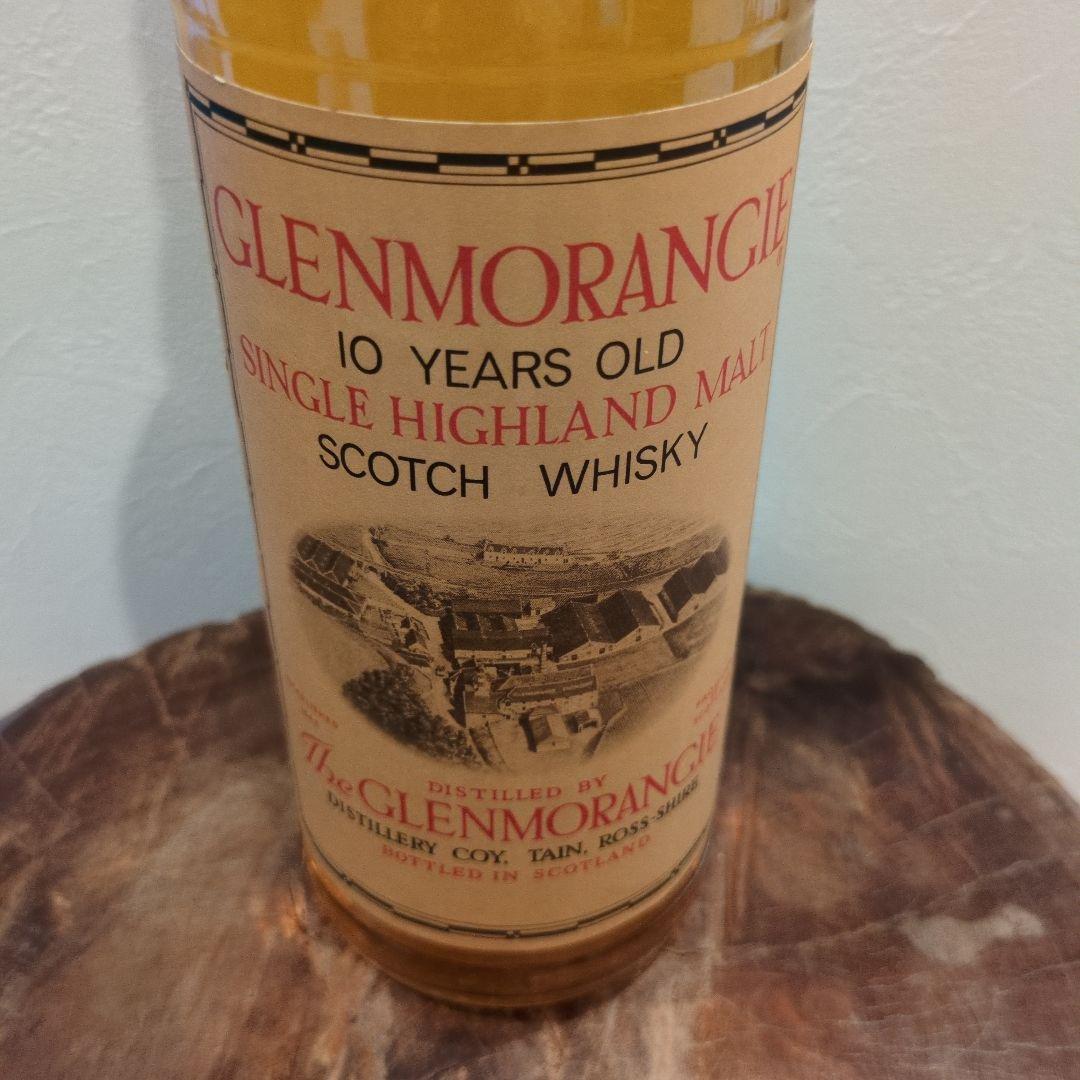 GLENMORANGIE
10 YEARS OLD
SINGLE HIGHLAND MALT
SCOTCH WHISKY
DISTILLED BY
The GLENMORANGIE
DISTILLERY COY, TAIN, ROSS-SHIRE
BOTTLED IN SCOTLAND